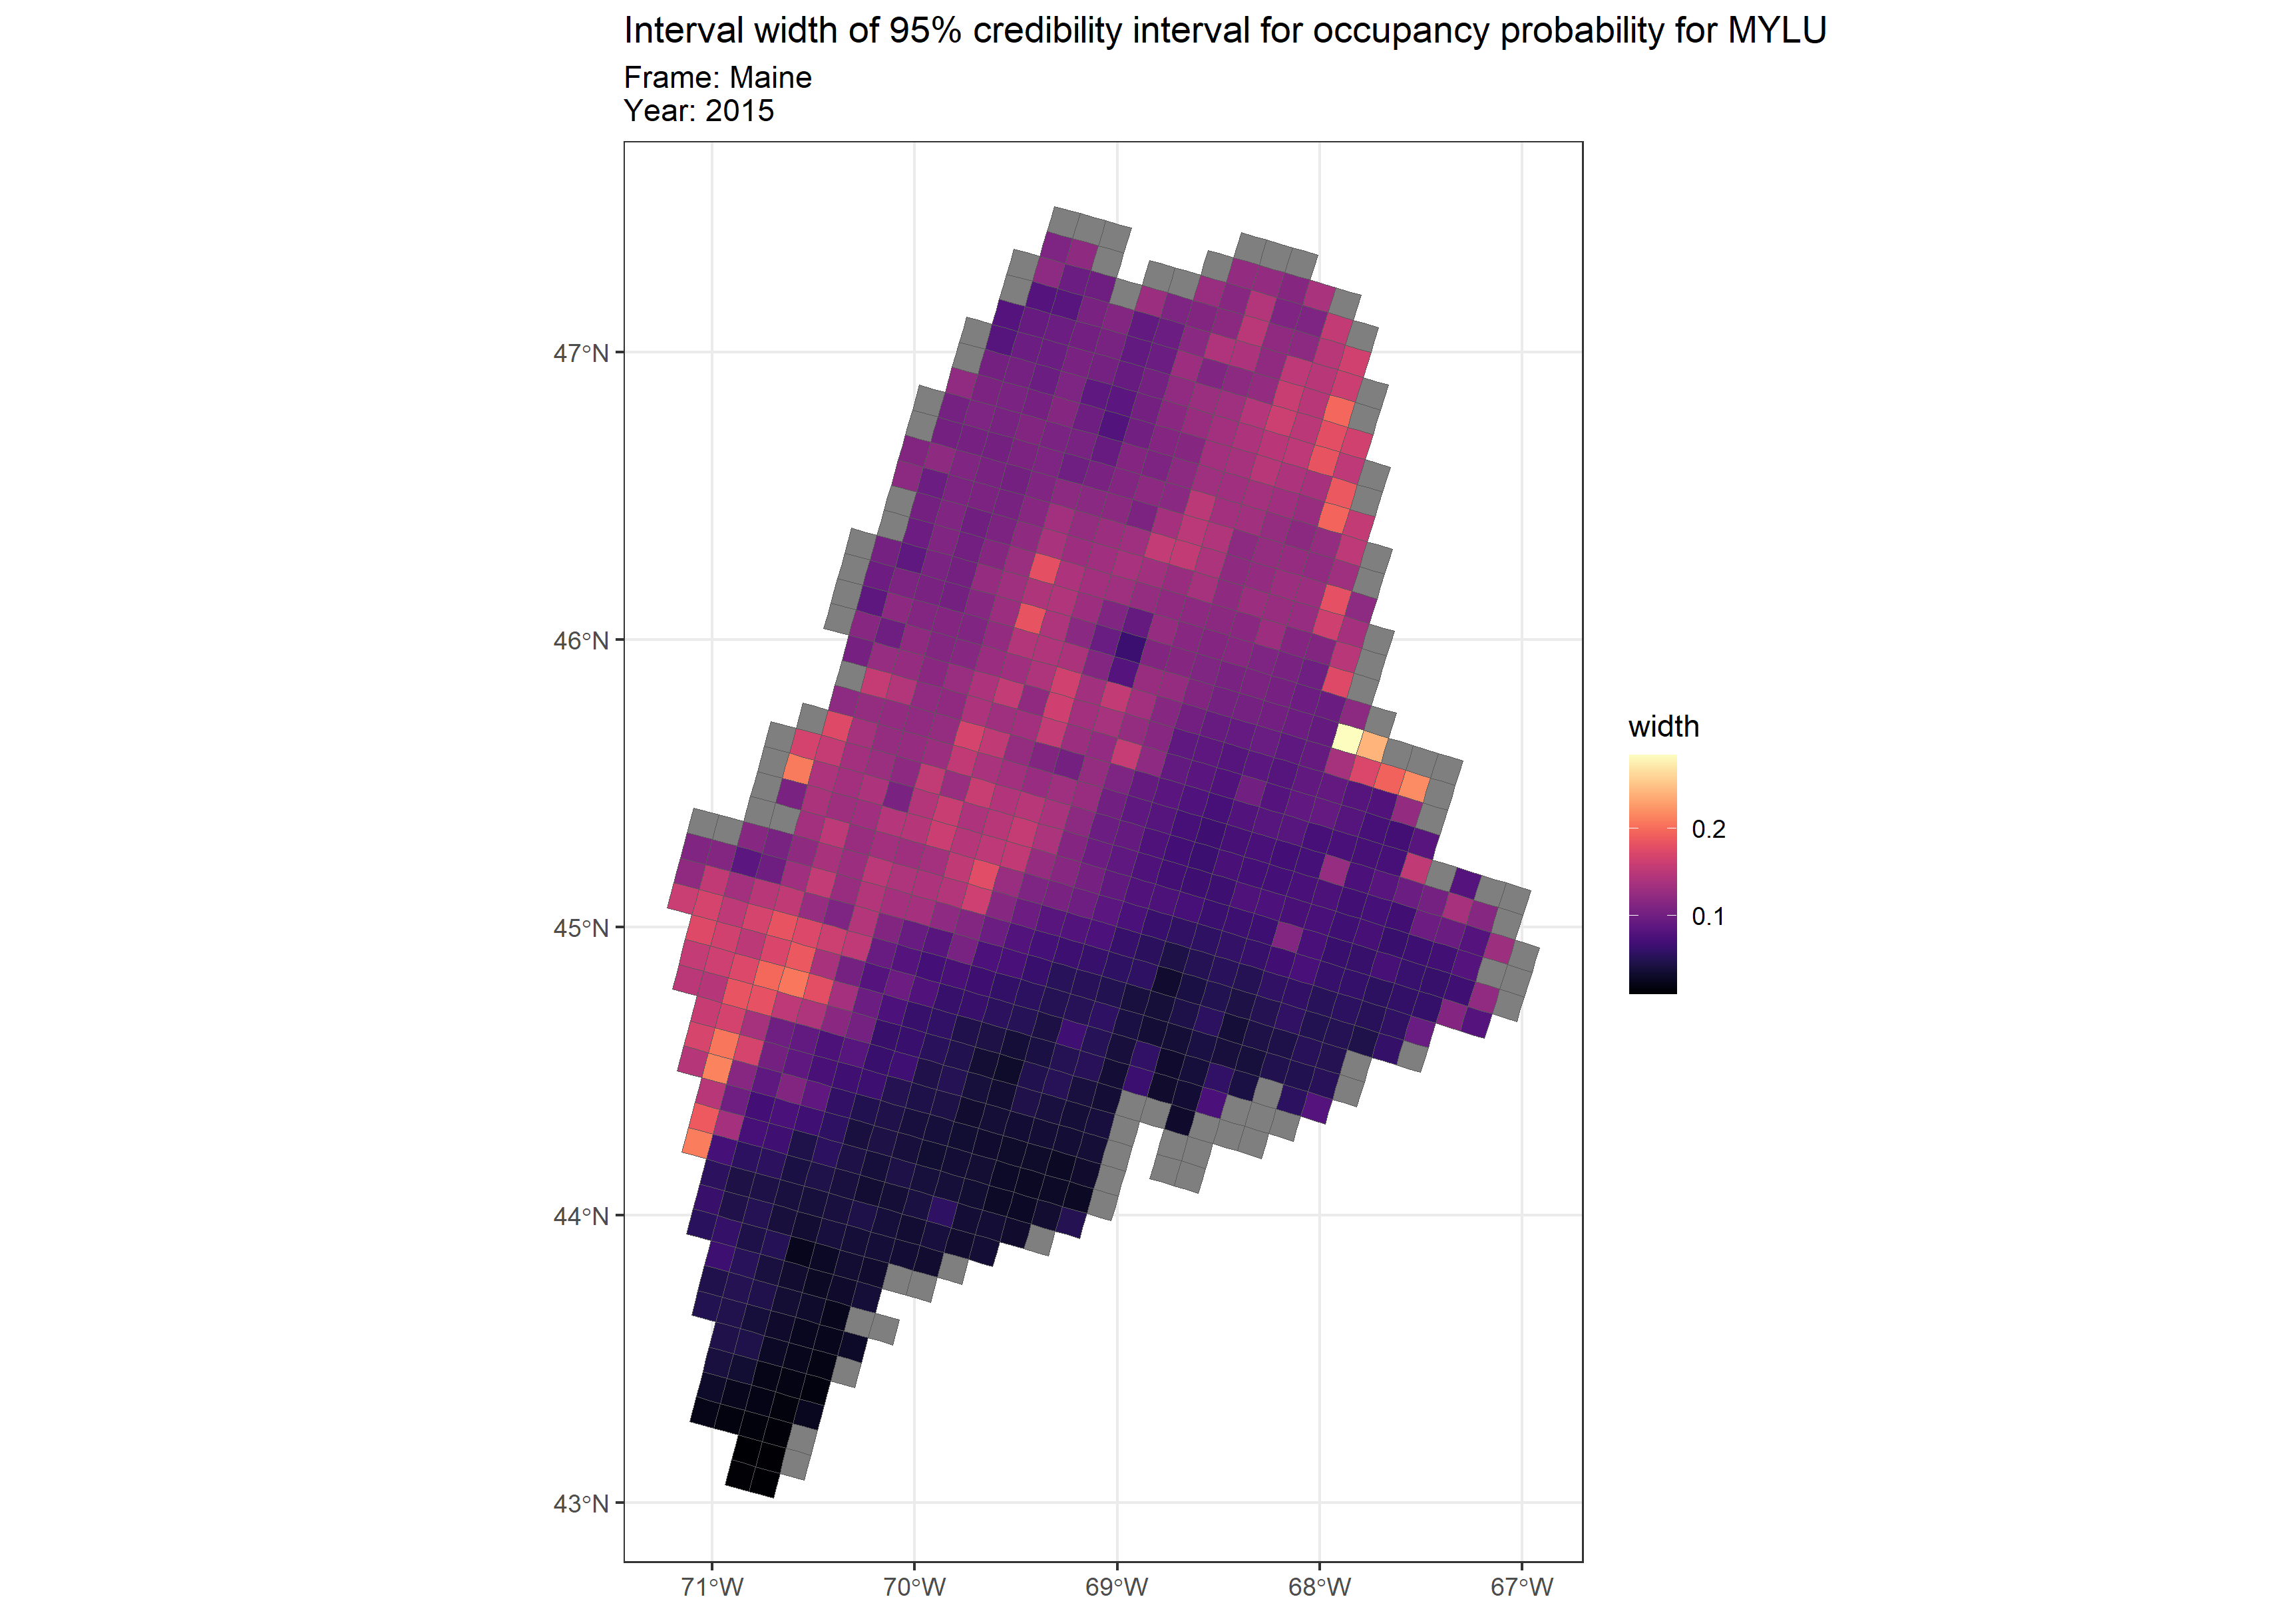 Interval width of 95% credibility interval for occupancy probability for MYLU
Frame: Maine
Year: 2015
47°N
46°N
45°N
44°N
43°N
71°W
70°W
69°W
68°W
67°W
width
0.2
0.1